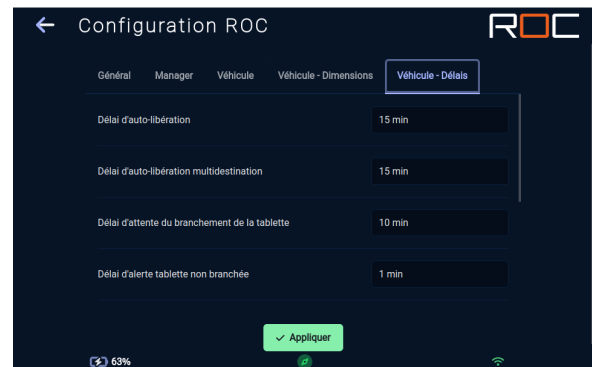 Configuration ROC
ROC
Général Manager Véhicule Véhicule - Dimensions Véhicule - Délais
Délai d'auto-libération 15 min
Délai d'auto-libération multidestination 15 min
Délai d'attente du branchement de la tablette 10 min
Délai d'alerte tablette non branchée 1 min
Appliquer
63%